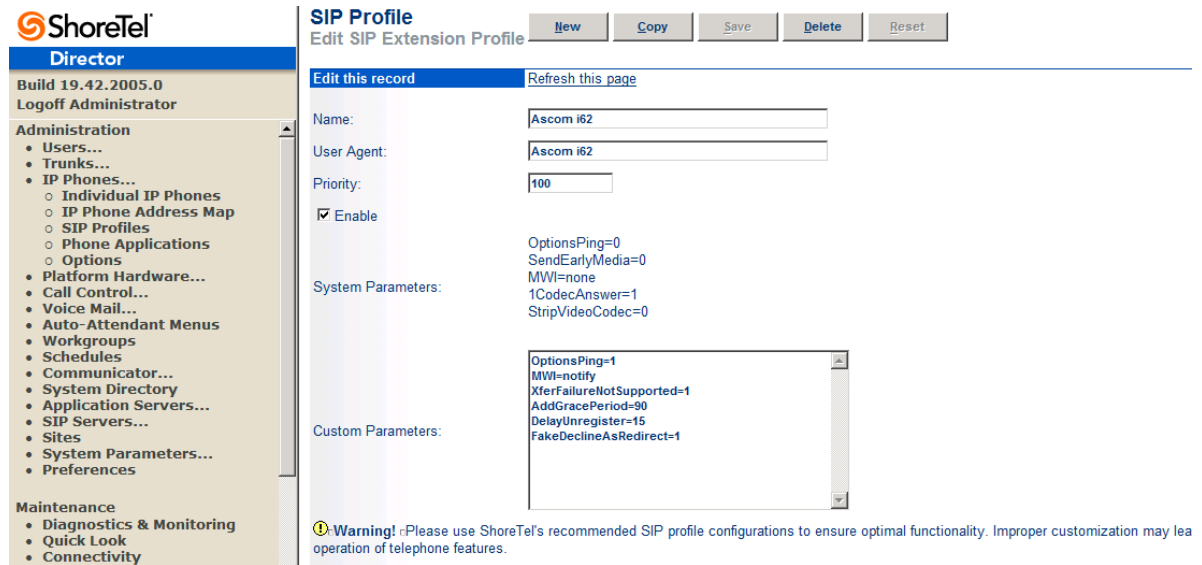 ShoreTel
Director
Build 19.42.2005.0
Logoff Administrator
Administration
Users...
Trunks...
IP Phones...
Individual IP Phones
IP Phone Address Map
SIP Profiles
Phone Applications
Options
Platform Hardware...
Call Control...
Voice Mail...
Auto-Attendant Menus
Workgroups
Schedules
Communicator...
System Directory
Application Servers...
SIP Servers...
Sites
System Parameters...
Preferences
Maintenance
Diagnostics & Monitoring
Quick Look
Connectivity
SIP Profile
Edit SIP Extension Profile
New Copy Save Delete Reset
Edit this record Refresh this page
Name: Ascom i62
User Agent: Ascom i62
Priority: 100
Enable
System Parameters:
OptionsPing=0
SendEarlyMedia=0
MWI=none
1CodecAnswer=1
StripVideoCodec=0
Custom Parameters:
OptionsPing=1
MWI=notify
XferFailureNotSupported=1
AddGracePeriod=90
DelayUnregister=15
FakeDeclineAsRedirect=1
Warning! Please use ShoreTel's recommended SIP profile configurations to ensure optimal functionality. Improper customization may lea
operation of telephone features.